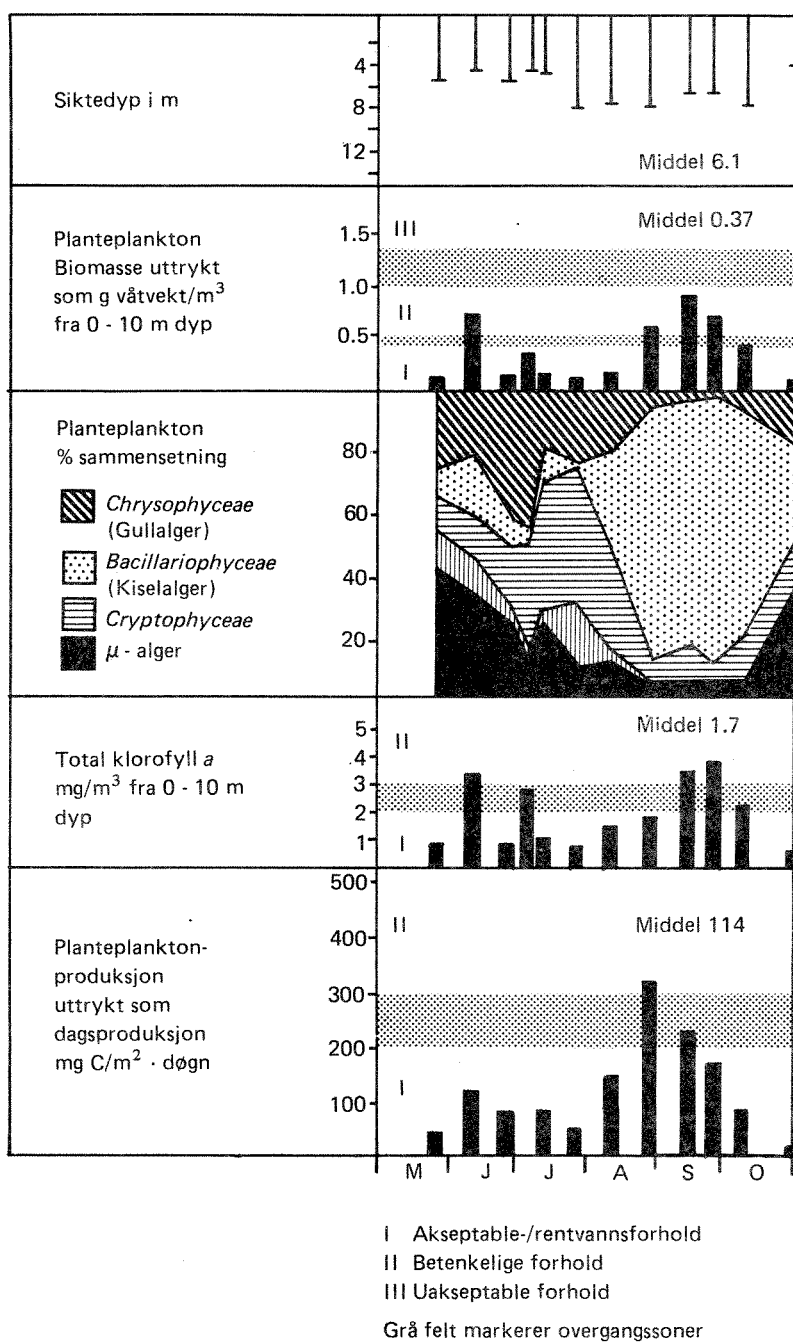 Siktedyp i m
4
8
12
Middel 6.1
Planteplankton
Biomasse uttrykt
som g våtvekt/m³
fra 0 - 10 m dyp
1.5
1.0
0.5
III
II
I
Middel 0.37
Planteplankton
% sammensetning
Chrysophyceae
(Gullalger)
Bacillariophyceae
(Kiselalger)
Cryptophyceae
μ - alger
80
60
40
20
Total klorofyll a
mg/m³ fra 0 - 10 m
dyp
5
4
3
2
1
II
I
Middel 1.7
Planteplankton-
produksjon
uttrykt som
dagsproduksjon
mg C/m² · døgn
500
400
300
200
100
II
I
Middel 114
M J J A S O
I Akseptable-/rentvannsforhold
II Betenkelige forhold
III Uakseptable forhold
Grå felt markerer overgangssoner